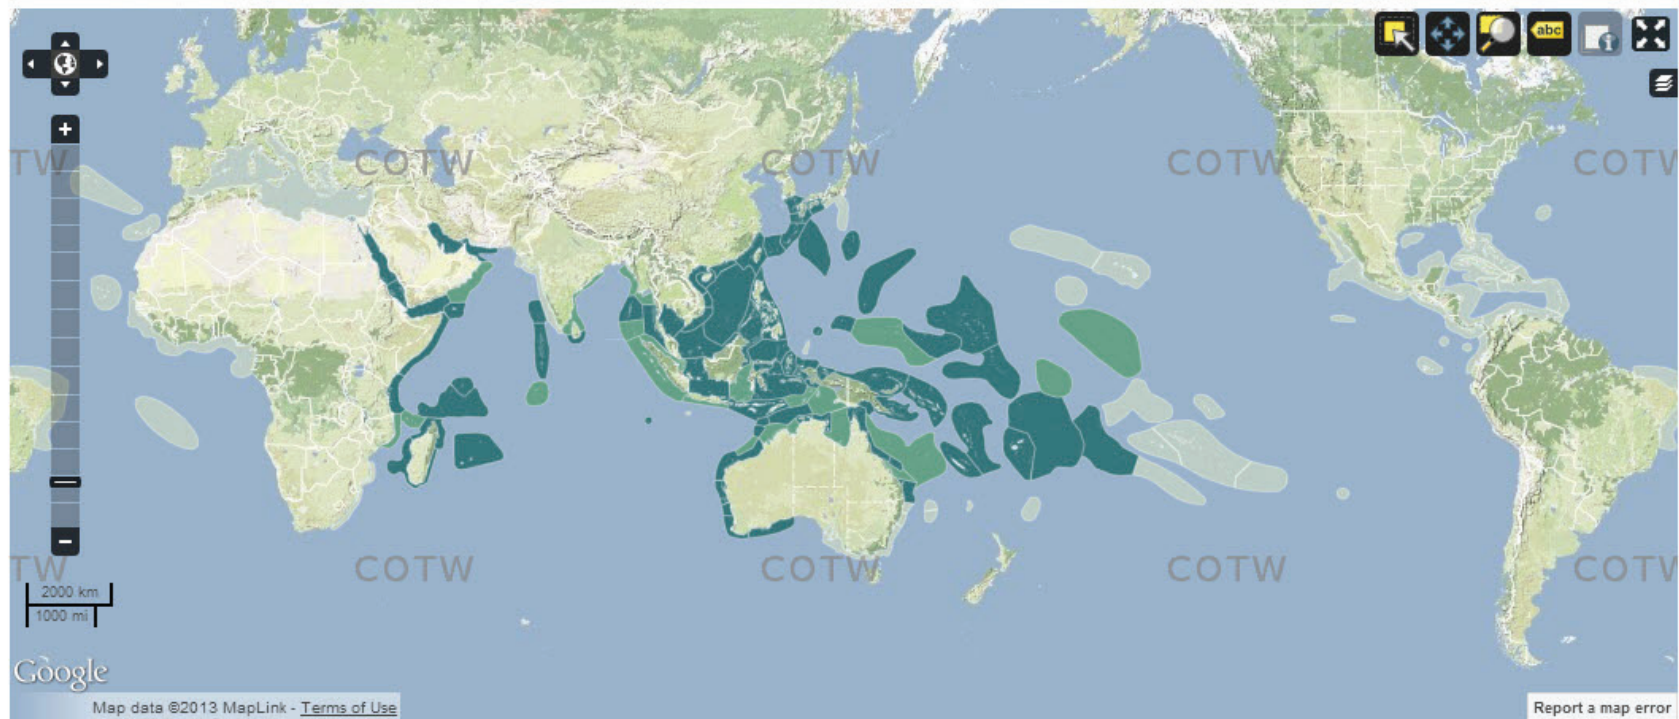 abc
+
TW COTW COTW COTW COTW
−
TW COTW COTW COTW COTW
2000 km
1000 mi
Google
Map data ©2013 MapLink - Terms of Use
Report a map error